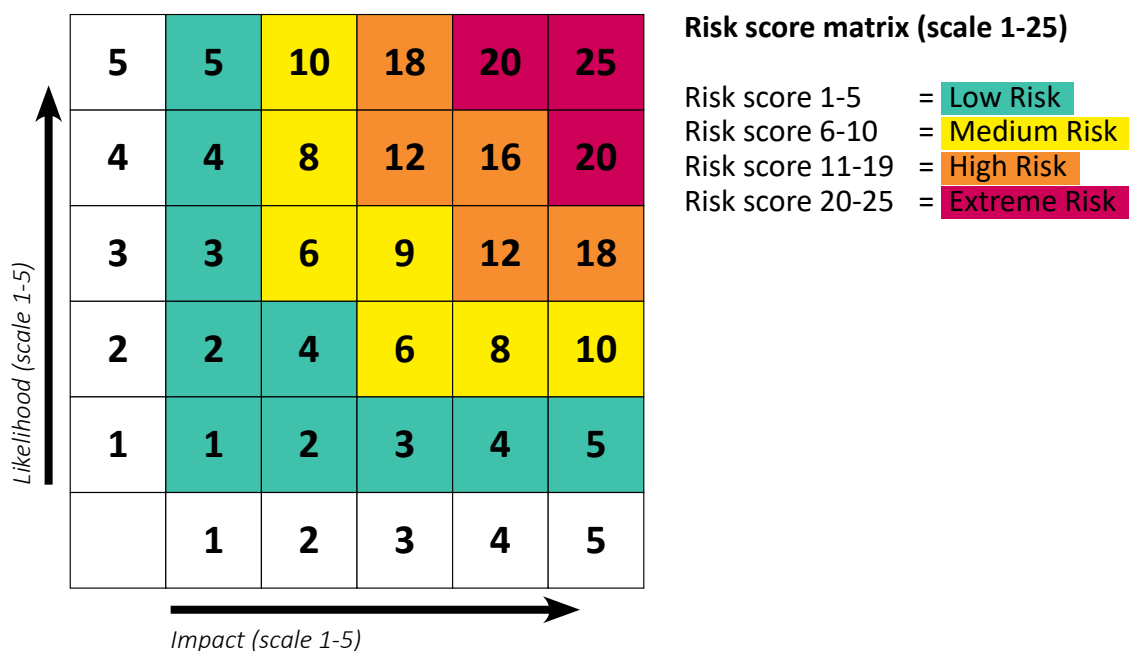 Risk score matrix (scale 1-25)
Risk score 1-5 = Low Risk
Risk score 6-10 = Medium Risk
Risk score 11-19 = High Risk
Risk score 20-25 = Extreme Risk
Likelihood (scale 1-5)
5 5 10 18 20 25
4 4 8 12 16 20
3 3 6 9 12 18
2 2 4 6 8 10
1 1 2 3 4 5
1 2 3 4 5
Impact (scale 1-5)